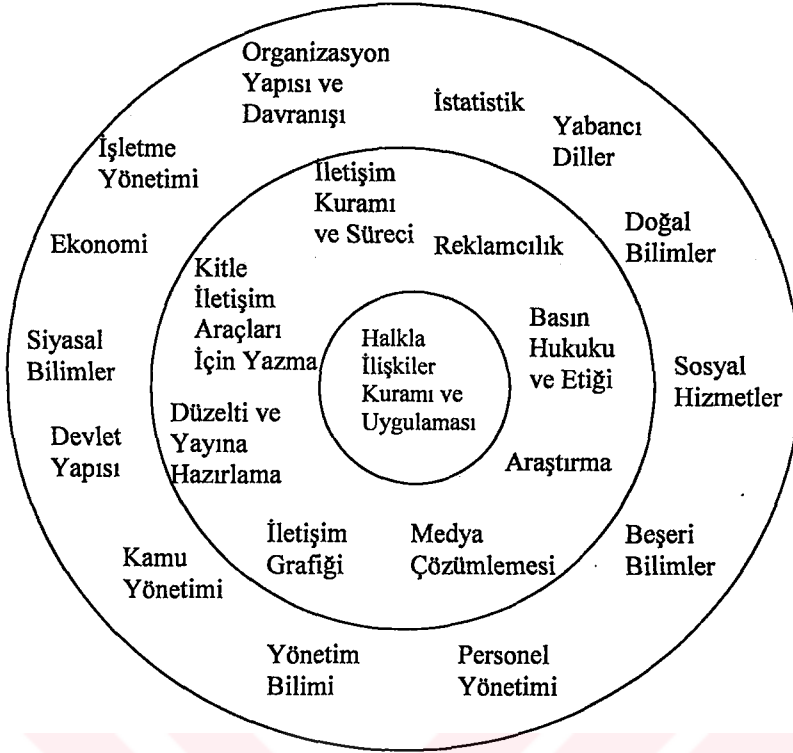 Organizasyon
Yapısı ve
Davranışı
İstatistik
Yabancı
Diller
İşletme
Yönetimi
Doğal
Bilimler
Ekonomi
Siyasal
Bilimler
Sosyal
Hizmetler
Devlet
Yapısı
Kamu
Yönetimi
Beşeri
Bilimler
Yönetim
Bilimi
Personel
Yönetimi
İletişim
Kuramı
ve Süreci
Reklamcılık
Kitle
İletişim
Araçları
İçin Yazma
Basın
Hukuku
ve Etiği
Düzelti ve
Yayına
Hazırlama
Araştırma
İletişim
Grafiği
Medya
Çözümlemesi
Halkla
İlişkiler
Kuramı ve
Uygulaması